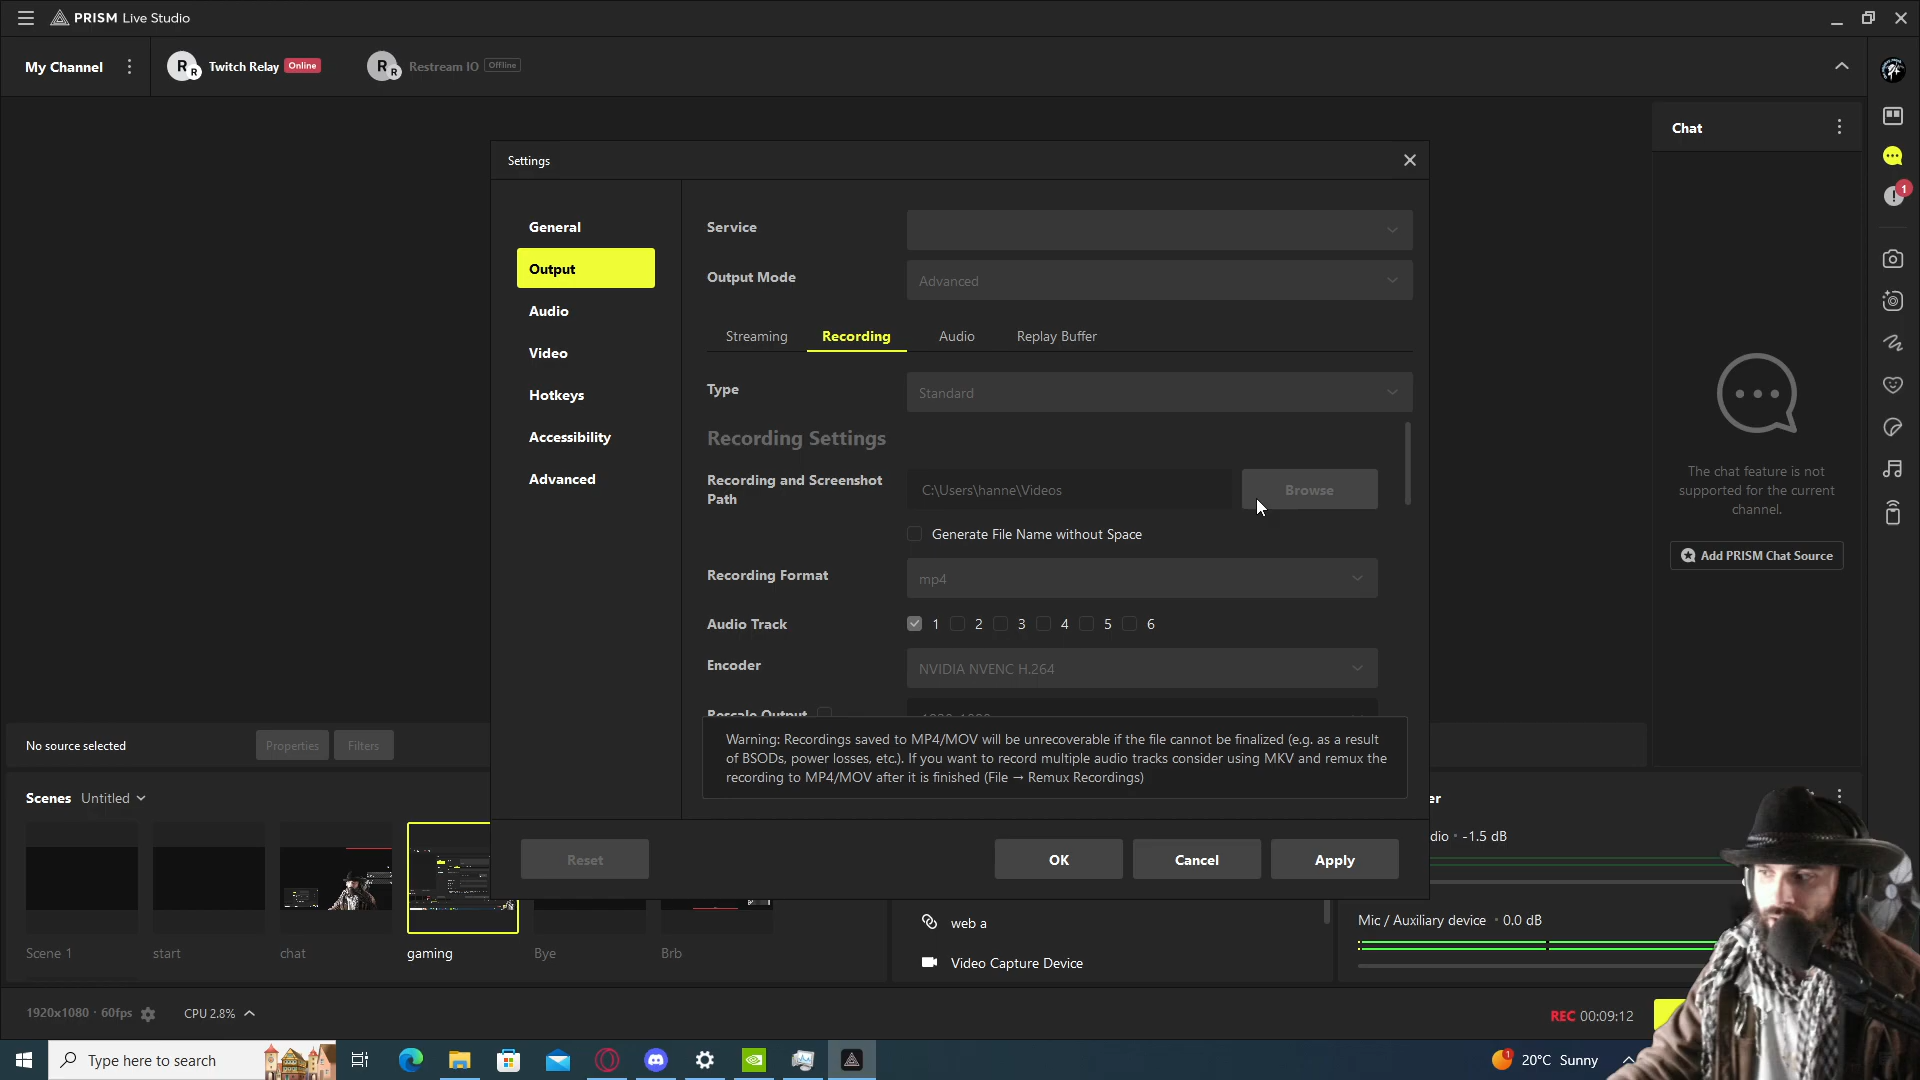 PRISM Live Studio
My Channel
R R Twitch Relay Online
R R Restream IO Offline
Chat
Settings
General
Output
Audio
Video
Hotkeys
Accessibility
Advanced
Service
Output Mode
Advanced
Streaming Recording Audio Replay Buffer
Type
Standard
Recording Settings
Recording and Screenshot
Path
C:\Users\hanne\Videos
Browse
Generate File Name without Space
Recording Format
mp4
Audio Track
1 2 3 4 5 6
Encoder
NVIDIA NVENC H.264
Rescale Output
Warning: Recordings saved to MP4/MOV will be unrecoverable if the file cannot be finalized (e.g. as a result
of BSODs, power losses, etc.). If you want to record multiple audio tracks consider using MKV and remux the
recording to MP4/MOV after it is finished (File → Remux Recordings)
Reset
OK
Cancel
Apply
1
The chat feature is not
supported for the current
channel.
Add PRISM Chat Source
No source selected
Properties
Filters
Scenes Untitled
Scene 1
start
chat
gaming
Bye
Brb
web a
Video Capture Device
er
dio · -1.5 dB
Mic / Auxiliary device · 0.0 dB
1920x1080 · 60fps
CPU 2.8%
REC 00:09:12
Type here to search
1
20°C Sunny